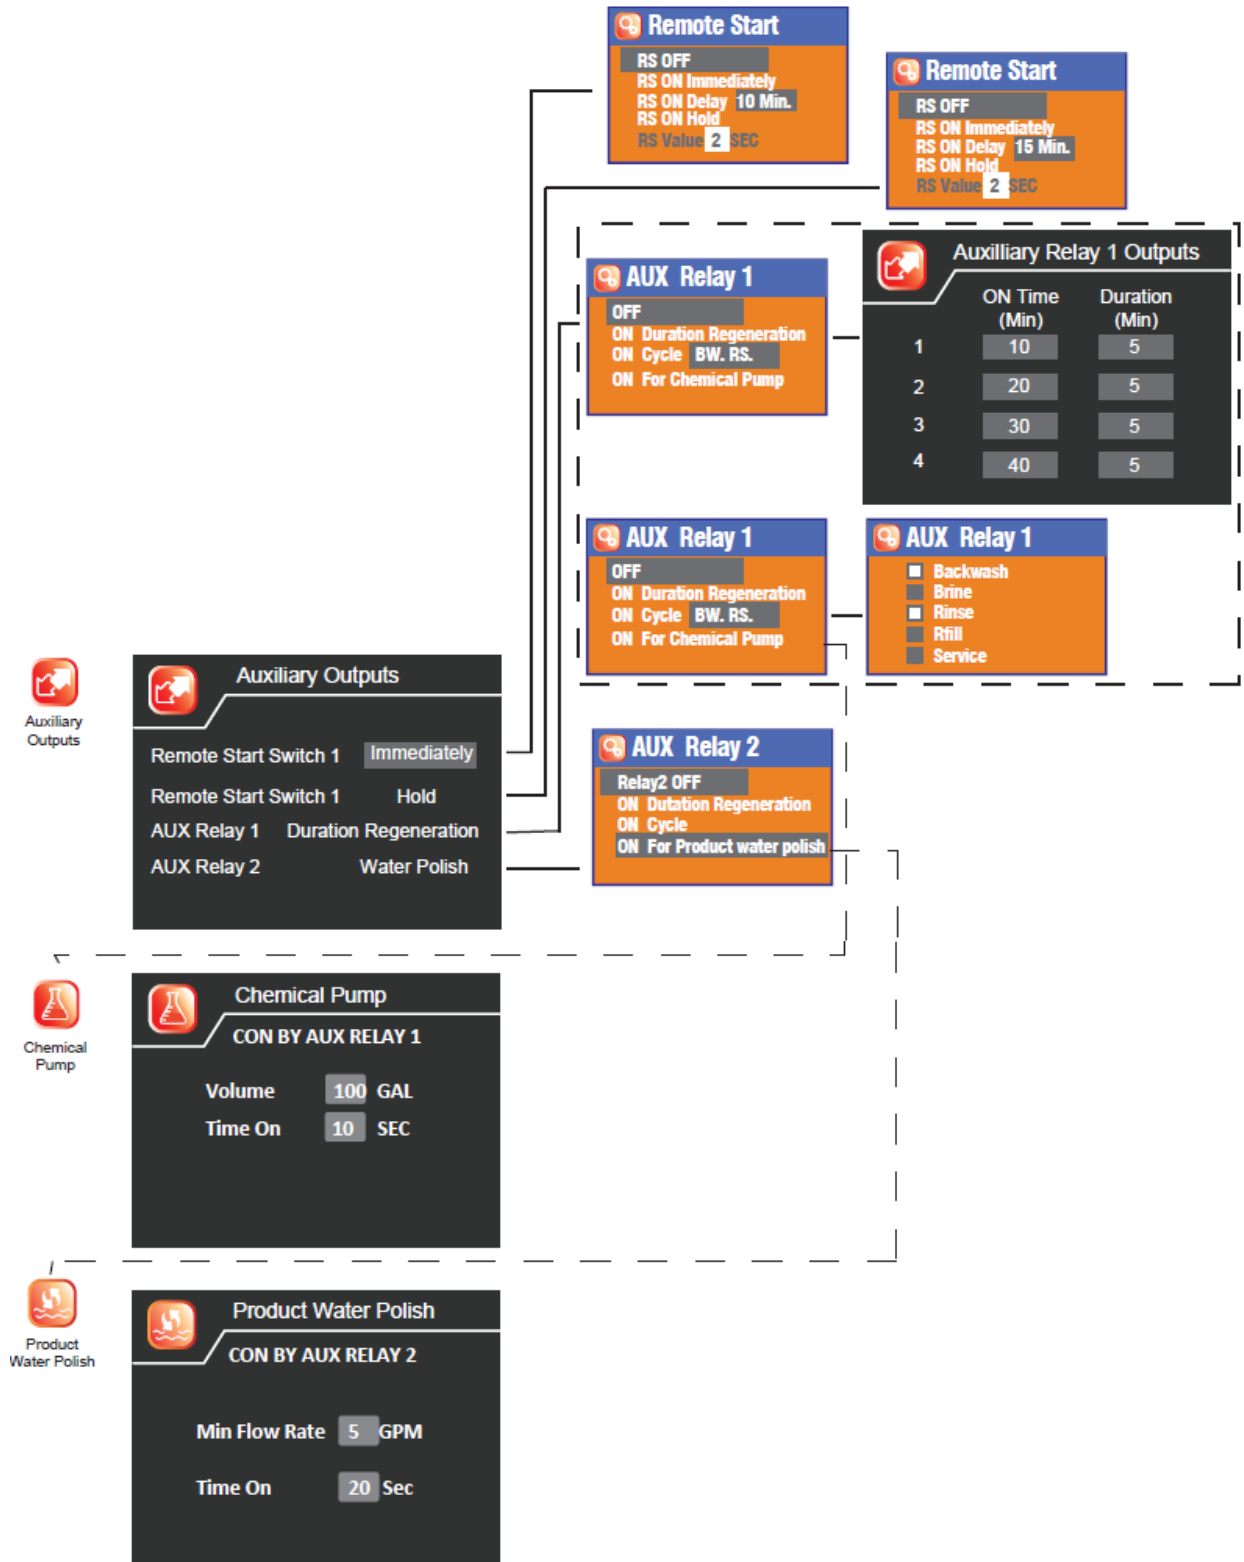 Remote Start
RS OFF
RS ON Immediately
RS ON Delay 10 Min.
RS ON Hold
RS Value 2 SEC
Remote Start
RS OFF
RS ON Immediately
RS ON Delay 15 Min.
RS ON Hold
RS Value 2 SEC
AUX Relay 1
OFF
ON Duration Regeneration
ON Cycle BW. RS.
ON For Chemical Pump
Auxilliary Relay 1 Outputs
ON Time Duration
(Min) (Min)
1 10 5
2 20 5
3 30 5
4 40 5
AUX Relay 1
OFF
ON Duration Regeneration
ON Cycle BW. RS.
ON For Chemical Pump
AUX Relay 1
Backwash
Brine
Rinse
Rfill
Service
Auxiliary
Outputs
Auxiliary Outputs
Remote Start Switch 1 Immediately
Remote Start Switch 1 Hold
AUX Relay 1 Duration Regeneration
AUX Relay 2 Water Polish
AUX Relay 2
Relay2 OFF
ON Dutation Regeneration
ON Cycle
ON For Product water polish
Chemical
Pump
Chemical Pump
CON BY AUX RELAY 1
Volume 100 GAL
Time On 10 SEC
Product
Water Polish
Product Water Polish
CON BY AUX RELAY 2
Min Flow Rate 5 GPM
Time On 20 Sec